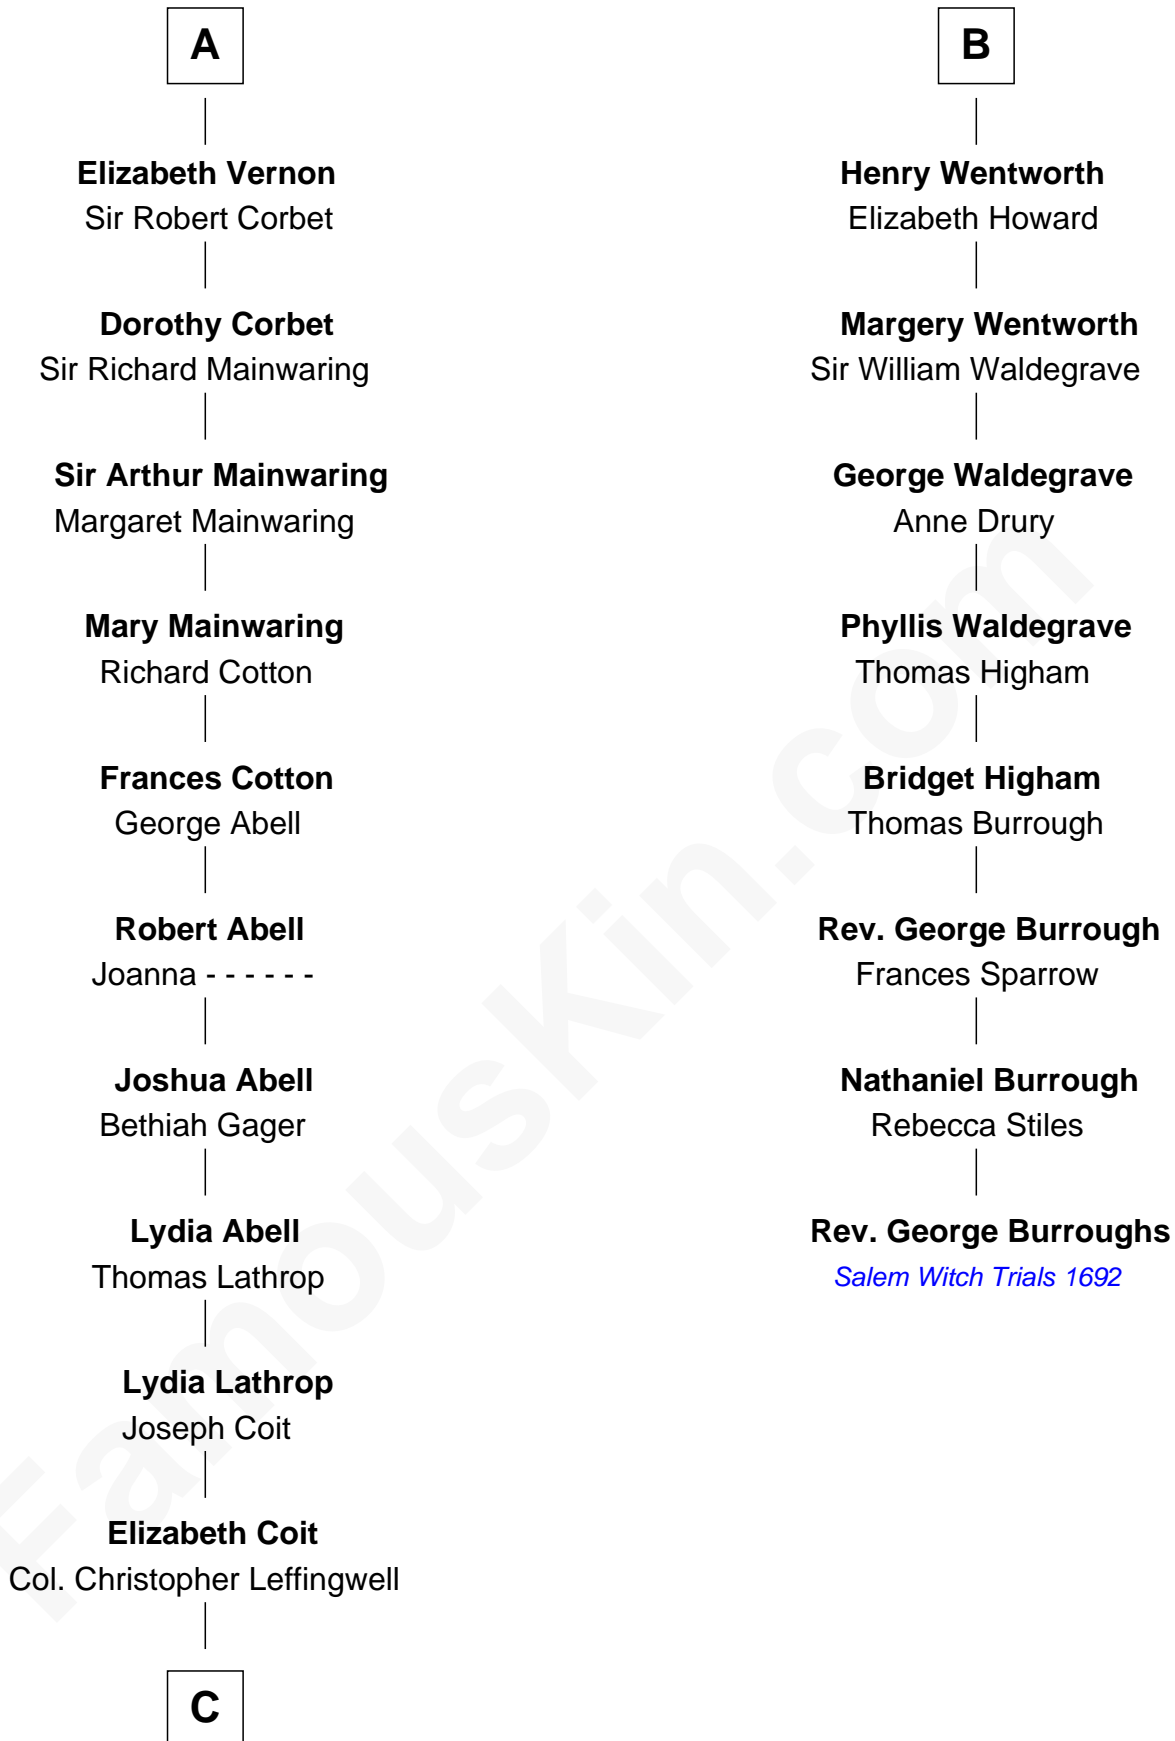 A
Elizabeth Vernon
Sir Robert Corbet
Dorothy Corbet
Sir Richard Mainwaring
Sir Arthur Mainwaring
Margaret Mainwaring
Mary Mainwaring
Richard Cotton
Frances Cotton
George Abell
Robert Abell
Joanna - - - - - -
Joshua Abell
Bethiah Gager
Lydia Abell
Thomas Lathrop
Lydia Lathrop
Joseph Coit
Elizabeth Coit
Col. Christopher Leffingwell
C
B
Henry Wentworth
Elizabeth Howard
Margery Wentworth
Sir William Waldegrave
George Waldegrave
Anne Drury
Phyllis Waldegrave
Thomas Higham
Bridget Higham
Thomas Burrough
Rev. George Burrough
Frances Sparrow
Nathaniel Burrough
Rebecca Stiles
Rev. George Burroughs
Salem Witch Trials 1692
FamousKin.com